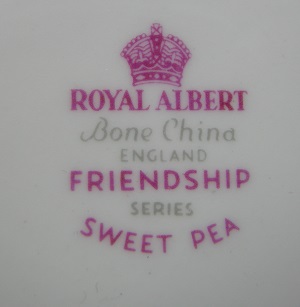 ROYAL ALBERT
Bone China
ENGLAND
FRIENDSHIP
SERIES
SWEET PEA